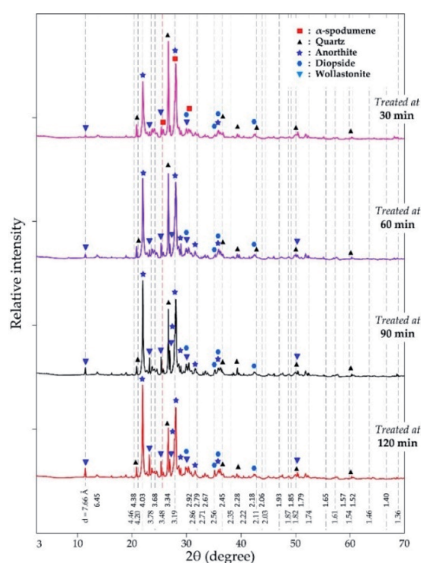 : α-spodumene
: Quartz
: Anorthite
: Diopside
: Wollastonite
Treated at
30 min
Treated at
60 min
Treated at
90 min
Treated at
120 min
Relative intensity
d = 7.66 Å
6.45
4.46
4.38
4.20
4.03
3.78
3.68
3.48
3.34
3.19
2.92
2.86
2.79
2.71
2.67
2.56
2.45
2.35
2.28
2.22
2.18
2.11
2.06
2.03
1.93
1.87
1.85
1.82
1.79
1.74
1.65
1.61
1.57
1.54
1.52
1.46
1.40
1.36
3 10 20 30 40 50 60 70
2θ (degree)